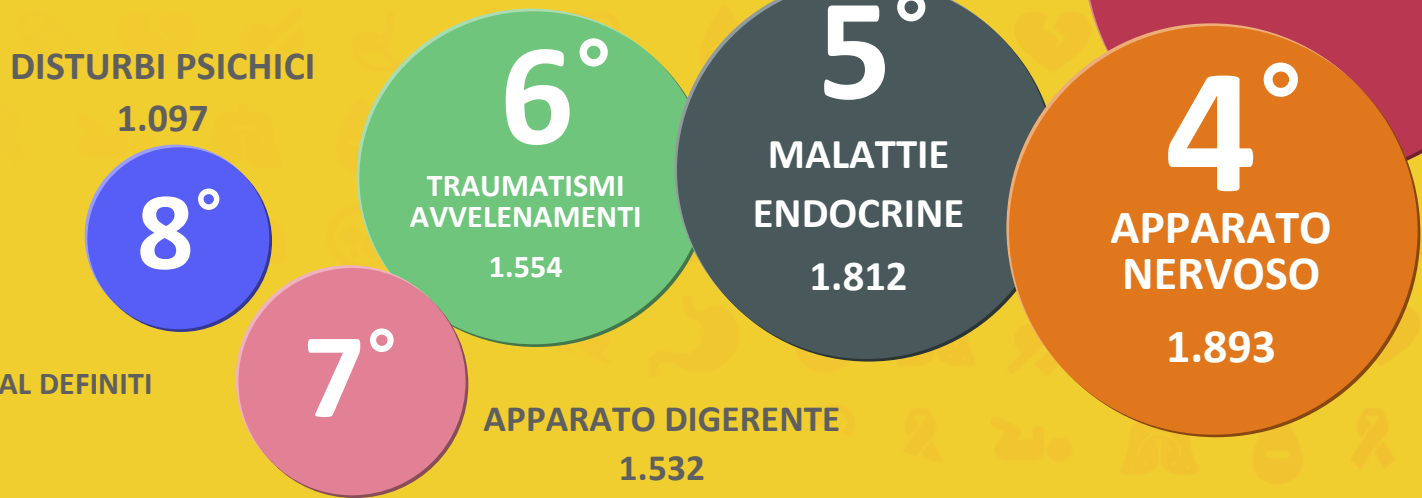 DISTURBI PSICHICI
1.097
8°
6°
TRAUMATISMI
AVVELENAMENTI
1.554
5°
MALATTIE
ENDOCRINE
1.812
4°
APPARATO
NERVOSO
1.893
7°
APPARATO DIGERENTE
1.532
AL DEFINITI